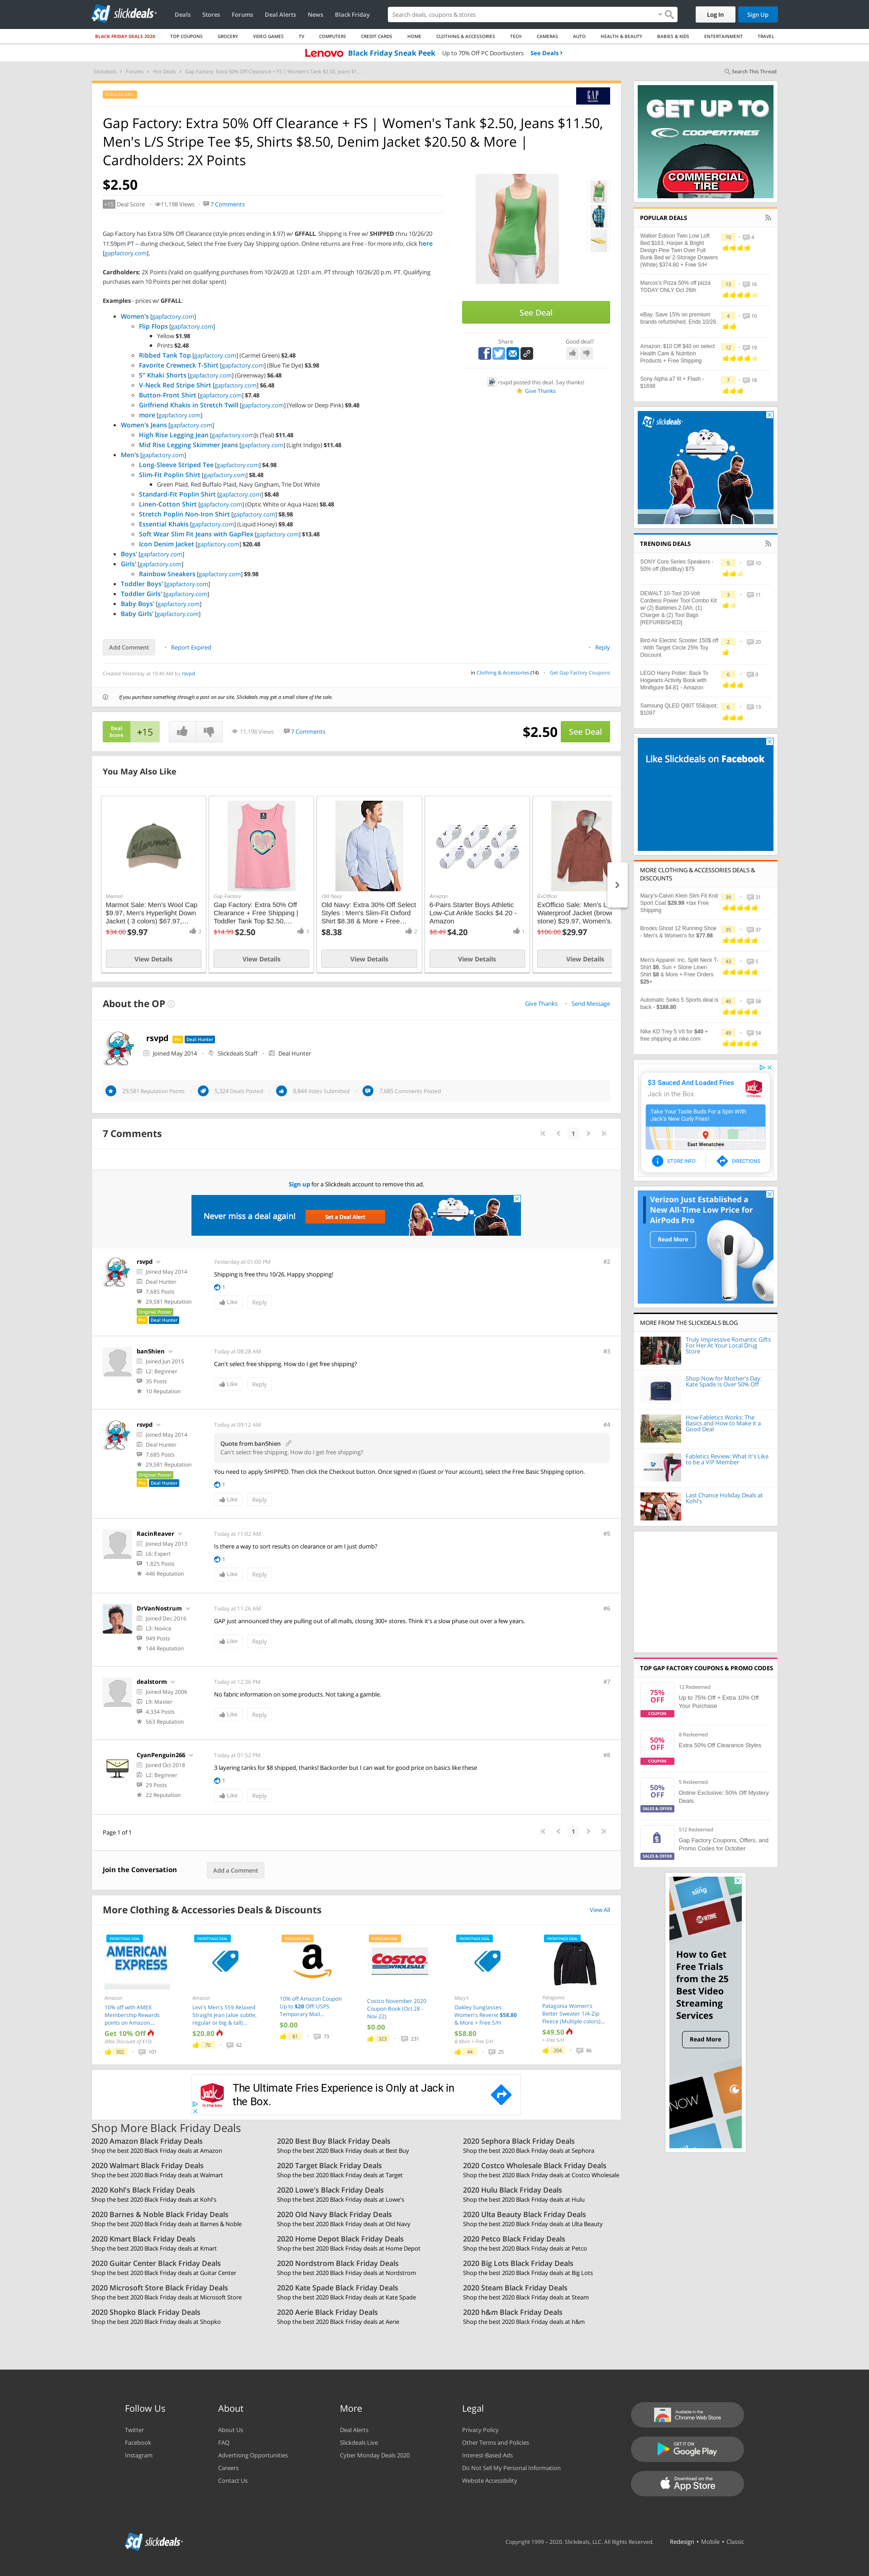 slickdeals
Deals
Stores
Forums
Deal Alerts
News
Black Friday
Search deals, coupons & stores
Log In
Sign Up
BLACK FRIDAY DEALS 2020
TOP COUPONS
GROCERY
VIDEO GAMES
TV
COMPUTERS
CREDIT CARDS
HOME
CLOTHING & ACCESSORIES
TECH
CAMERAS
AUTO
HEALTH & BEAUTY
BABIES & KIDS
ENTERTAINMENT
TRAVEL
Lenovo Black Friday Sneak Peek Up to 70% Off PC Doorbusters See Deals ›
Slickdeals › Forums › Hot Deals › Gap Factory: Extra 50% Off Clearance + FS | Women's Tank $2.50, Jeans $1...
Search This Thread
POPULAR DEAL
GAP
Gap Factory: Extra 50% Off Clearance + FS | Women's Tank $2.50, Jeans $11.50,
Men's L/S Stripe Tee $5, Shirts $8.50, Denim Jacket $20.50 & More |
Cardholders: 2X Points
$2.50
+15 Deal Score · 11,198 Views · 7 Comments
Gap Factory has Extra 50% Off Clearance (style prices ending in $.97) w/ GFFALL. Shipping is Free w/ SHIPPED thru 10/26/20
11:59pm PT -- during checkout, Select the Free Every Day Shipping option. Online returns are Free - for more info, click here
[gapfactory.com].
Cardholders: 2X Points (Valid on qualifying purchases from 10/24/20 at 12:01 a.m. PT through 10/26/20 p.m. PT. Qualifying
purchases earn 10 Points per net dollar spent)
Examples - prices w/ GFFALL:
Women's [gapfactory.com]
Flip Flops [gapfactory.com]
Yellow $1.98
Prints $2.48
Ribbed Tank Top [gapfactory.com] (Carmel Green) $2.48
Favorite Crewneck T-Shirt [gapfactory.com] (Blue Tie Dye) $3.98
5" Khaki Shorts [gapfactory.com] (Greenway) $6.48
V-Neck Red Stripe Shirt [gapfactory.com] $6.48
Button-Front Shirt [gapfactory.com] $7.48
Girlfriend Khakis in Stretch Twill [gapfactory.com] (Yellow or Deep Pink) $9.48
more [gapfactory.com]
Women's Jeans [gapfactory.com]
High Rise Legging Jean [gapfactory.com]s (Teal) $11.48
Mid Rise Legging Skimmer Jeans [gapfactory.com] (Light Indigo) $11.48
Men's [gapfactory.com]
Long-Sleeve Striped Tee [gapfactory.com] $4.98
Slim-Fit Poplin Shirt [gapfactory.com] $8.48
Green Plaid, Red Buffalo Plaid, Navy Gingham, Trie Dot White
Standard-Fit Poplin Shirt [gapfactory.com] $8.48
Linen-Cotton Shirt [gapfactory.com] (Optic White or Aqua Haze) $8.48
Stretch Poplin Non-Iron Shirt [gapfactory.com] $8.98
Essential Khakis [gapfactory.com] (Liquid Honey) $9.48
Soft Wear Slim Fit Jeans with GapFlex [gapfactory.com] $13.48
Icon Denim Jacket [gapfactory.com] $20.48
Boys' [gapfactory.com]
Girls' [gapfactory.com]
Rainbow Sneakers [gapfactory.com] $9.98
Toddler Boys' [gapfactory.com]
Toddler Girls' [gapfactory.com]
Baby Boys' [gapfactory.com]
Baby Girls' [gapfactory.com]
See Deal
Share
Good deal?
rsvpd posted this deal. Say thanks!
Give Thanks
Add Comment · Report Expired
· Reply
Created Yesterday at 10:40 AM by rsvpd
in Clothing & Accessories (14) · Get Gap Factory Coupons
If you purchase something through a post on our site, Slickdeals may get a small share of the sale.
Deal
Score
+15
11,198 Views · 7 Comments
$2.50
See Deal
You May Also Like
Marmot
Marmot Sale: Men's Wool Cap
$9.97, Men's Hyperlight Down
Jacket ( 3 colors) $67.97,...
$34.00 $9.97
3
View Details
Gap Factory
Gap Factory: Extra 50% Off
Clearance + Free Shipping |
Toddler Tank Top $2.50,...
$14.99 $2.50
3
View Details
Old Navy
Old Navy: Extra 30% Off Select
Styles : Men's Slim-Fit Oxford
Shirt $8.38 & More + Free...
$8.38
2
View Details
Amazon
6-Pairs Starter Boys Athletic
Low-Cut Ankle Socks $4.20 -
Amazon
$8.49 $4.20
1
View Details
ExOfficio
ExOfficio Sale: Men's L
Waterproof Jacket (brow
stone) $29.97, Women's.
$106.00 $29.97
View Details
About the OP
Give Thanks · Send Message
rsvpd Pro Deal Hunter
Joined May 2014 · Slickdeals Staff · Deal Hunter
29,581 Reputation Points · 5,324 Deals Posted · 8,844 Votes Submitted · 7,685 Comments Posted
7 Comments
1
Sign up for a Slickdeals account to remove this ad.
Never miss a deal again!
Set a Deal Alert
rsvpd
Joined May 2014
Deal Hunter
7,685 Posts
29,581 Reputation
Original Poster
Pro Deal Hunter
Yesterday at 01:00 PM
#2
Shipping is free thru 10/26. Happy shopping!
1
Like
Reply
ban5hien
Joined Jun 2015
L2: Beginner
35 Posts
10 Reputation
Today at 08:28 AM
#3
Can't select free shipping. How do I get free shipping?
Like
Reply
rsvpd
Joined May 2014
Deal Hunter
7,685 Posts
29,581 Reputation
Original Poster
Pro Deal Hunter
Today at 09:12 AM
#4
Quote from ban5hien
Can't select free shipping. How do I get free shipping?
You need to apply SHIPPED. Then click the Checkout button. Once signed in (Guest or Your account), select the Free Basic Shipping option.
1
Like
Reply
RacinReaver
Joined May 2013
L6: Expert
1,825 Posts
446 Reputation
Today at 11:02 AM
#5
Is there a way to sort results on clearance or am I just dumb?
1
Like
Reply
DrVanNostrum
Joined Dec 2016
L3: Novice
949 Posts
144 Reputation
Today at 11:26 AM
#6
GAP just announced they are pulling out of all malls, closing 300+ stores. Think it's a slow phase out over a few years.
Like
Reply
dealstorm
Joined May 2006
L9: Master
4,334 Posts
563 Reputation
Today at 12:36 PM
#7
No fabric information on some products. Not taking a gamble.
Like
Reply
CyanPenguin266
Joined Oct 2018
L2: Beginner
29 Posts
22 Reputation
Today at 01:52 PM
#8
3 layering tanks for $8 shipped, thanks! Backorder but I can wait for good price on basics like these
1
Like
Reply
Page 1 of 1
1
Join the Conversation
Add a Comment
More Clothing & Accessories Deals & Discounts
View All
FRONTPAGE DEAL
AMERICAN EXPRESS
Amazon
10% off with AMEX
Membership Rewards
points on Amazon....
Get 10% Off
(Max Discount of $10)
302 · 101
FRONTPAGE DEAL
Amazon
Levi's Men's 559 Relaxed
Straight Jean (aloe subtle,
regular or big & tall)...
$20.80
70 · 62
POPULAR DEAL
10% off Amazon Coupon
Up to $20 Off! USPS
Temporary Mail...
$0.00
81 · 73
POPULAR DEAL
COSTCO WHOLESALE
Costco November 2020
Coupon Book (Oct 28 -
Nov 22)
$0.00
323 · 231
FRONTPAGE DEAL
Macy's
Oakley Sunglasses:
Women's Reverie $58.80
& More + Free S/H
$58.80
& More + Free S/H
44 · 25
FRONTPAGE DEAL
Patagonia
Patagonia Women's
Better Sweater 1/4-Zip
Fleece (Multiple colors)...
$49.50
+ Free S/H
204 · 86
The Ultimate Fries Experience is Only at Jack in
the Box.
Shop More Black Friday Deals
2020 Amazon Black Friday Deals
Shop the best 2020 Black Friday deals at Amazon
2020 Best Buy Black Friday Deals
Shop the best 2020 Black Friday deals at Best Buy
2020 Sephora Black Friday Deals
Shop the best 2020 Black Friday deals at Sephora
2020 Walmart Black Friday Deals
Shop the best 2020 Black Friday deals at Walmart
2020 Target Black Friday Deals
Shop the best 2020 Black Friday deals at Target
2020 Costco Wholesale Black Friday Deals
Shop the best 2020 Black Friday deals at Costco Wholesale
2020 Kohl's Black Friday Deals
Shop the best 2020 Black Friday deals at Kohl's
2020 Lowe's Black Friday Deals
Shop the best 2020 Black Friday deals at Lowe's
2020 Hulu Black Friday Deals
Shop the best 2020 Black Friday deals at Hulu
2020 Barnes & Noble Black Friday Deals
Shop the best 2020 Black Friday deals at Barnes & Noble
2020 Old Navy Black Friday Deals
Shop the best 2020 Black Friday deals at Old Navy
2020 Ulta Beauty Black Friday Deals
Shop the best 2020 Black Friday deals at Ulta Beauty
2020 Kmart Black Friday Deals
Shop the best 2020 Black Friday deals at Kmart
2020 Home Depot Black Friday Deals
Shop the best 2020 Black Friday deals at Home Depot
2020 Petco Black Friday Deals
Shop the best 2020 Black Friday deals at Petco
2020 Guitar Center Black Friday Deals
Shop the best 2020 Black Friday deals at Guitar Center
2020 Nordstrom Black Friday Deals
Shop the best 2020 Black Friday deals at Nordstrom
2020 Big Lots Black Friday Deals
Shop the best 2020 Black Friday deals at Big Lots
2020 Microsoft Store Black Friday Deals
Shop the best 2020 Black Friday deals at Microsoft Store
2020 Kate Spade Black Friday Deals
Shop the best 2020 Black Friday deals at Kate Spade
2020 Steam Black Friday Deals
Shop the best 2020 Black Friday deals at Steam
2020 Shopko Black Friday Deals
Shop the best 2020 Black Friday deals at Shopko
2020 Aerie Black Friday Deals
Shop the best 2020 Black Friday deals at Aerie
2020 h&m Black Friday Deals
Shop the best 2020 Black Friday deals at h&m
GET UP TO
COOPERTIRES
COMMERCIAL
TIRE
POPULAR DEALS
Walker Edison Twin Low Loft
Bed $163, Harper & Bright
Design Pine Twin Over Full
Bunk Bed w/ 2-Storage Drawers
(White) $374.80 + Free S/H
10 · 4
Marcos's Pizza 50% off pizza
TODAY ONLY Oct 26th
13 · 16
eBay. Save 15% on premium
brands refurbished. Ends 10/28.
4 · 10
Amazon: $10 Off $40 on select
Health Care & Nutrition
Products + Free Shipping
12 · 19
Sony Alpha a7 III + Flash -
$1698
7 · 18
slickdeals
TRENDING DEALS
SONY Core Series Speakers -
50% off (BestBuy) $75
5 · 10
DEWALT 10-Tool 20-Volt
Cordless Power Tool Combo Kit
w/ (2) Batteries 2.0Ah, (1)
Charger & (2) Tool Bags
[REFURBISHED]
3 · 11
Bird Air Electric Scooter 150$ off
: With Target Circle 25% Toy
Discount
2 · 20
LEGO Harry Potter: Back To
Hogwarts Activity Book with
Minifigure $4.81 - Amazon
6 · 0
Samsung QLED Q80T 55&quot;
$1097
6 · 13
Like Slickdeals on Facebook
MORE CLOTHING & ACCESSORIES DEALS &
DISCOUNTS
Macy's Calvin Klein Slim Fit Knit
Sport Coat $29.99 +tax Free
Shipping
39 · 31
Brooks Ghost 12 Running Shoe
- Men's & Women's for $77.98
35 · 37
Men's Apparel: Inc. Split Neck T-
Shirt $6, Sun + Stone Linen
Shirt $8 & More + Free Orders
$25+
43 · 5
Automatic Seiko 5 Sports deal is
back - $188.80
40 · 58
Nike KD Trey 5 VII for $40 +
free shipping at nike.com
49 · 54
$3 Sauced And Loaded Fries
Jack in the Box
Take Your Taste Buds For a Spin With
Jack's New Curly Fries!
East Wenatchee
STORE INFO
DIRECTIONS
Verizon Just Established a
New All-Time Low Price for
AirPods Pro
Read More
MORE FROM THE SLICKDEALS BLOG
Truly Impressive Romantic Gifts
For Her At Your Local Drug
Store
Shop Now for Mother's Day:
Kate Spade Is Over 50% Off
How Fabletics Works: The
Basics and How to Make it a
Good Deal
Fabletics Review: What It's Like
to be a VIP Member
Last Chance Holiday Deals at
Kohl's
TOP GAP FACTORY COUPONS & PROMO CODES
75%
OFF
COUPON
12 Redeemed
Up to 75% Off + Extra 10% Off
Your Purchase
50%
OFF
COUPON
8 Redeemed
Extra 50% Off Clearance Styles
50%
OFF
SALES & OFFER
5 Redeemed
Online Exclusive: 50% Off Mystery
Deals
SALES & OFFER
512 Redeemed
Gap Factory Coupons, Offers, and
Promo Codes for October
sling
SHOWTIME
How to Get
Free Trials
from the 25
Best Video
Streaming
Services
Read More
NOW
Follow Us
Twitter
Facebook
Instagram
About
About Us
FAQ
Advertising Opportunities
Careers
Contact Us
More
Deal Alerts
Slickdeals Live
Cyber Monday Deals 2020
Legal
Privacy Policy
Other Terms and Policies
Interest-Based Ads
Do Not Sell My Personal Information
Website Accessibility
Available in the
Chrome Web Store
GET IT ON
Google Play
Download on the
App Store
slickdeals
Copyright 1999 - 2020. Slickdeals, LLC. All Rights Reserved.
Redesign • Mobile • Classic